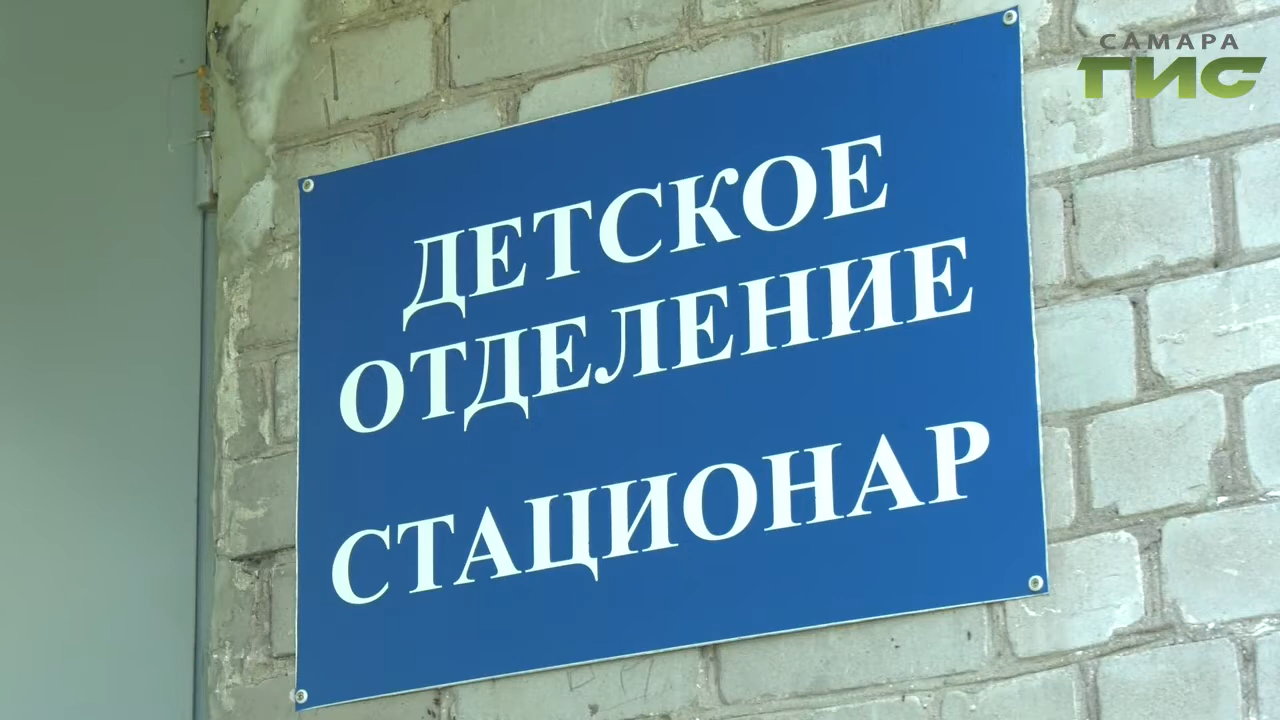 САМАРА
ГИС
ДЕТСКОЕ
ОТДЕЛЕНИЕ
СТАЦИОНАР